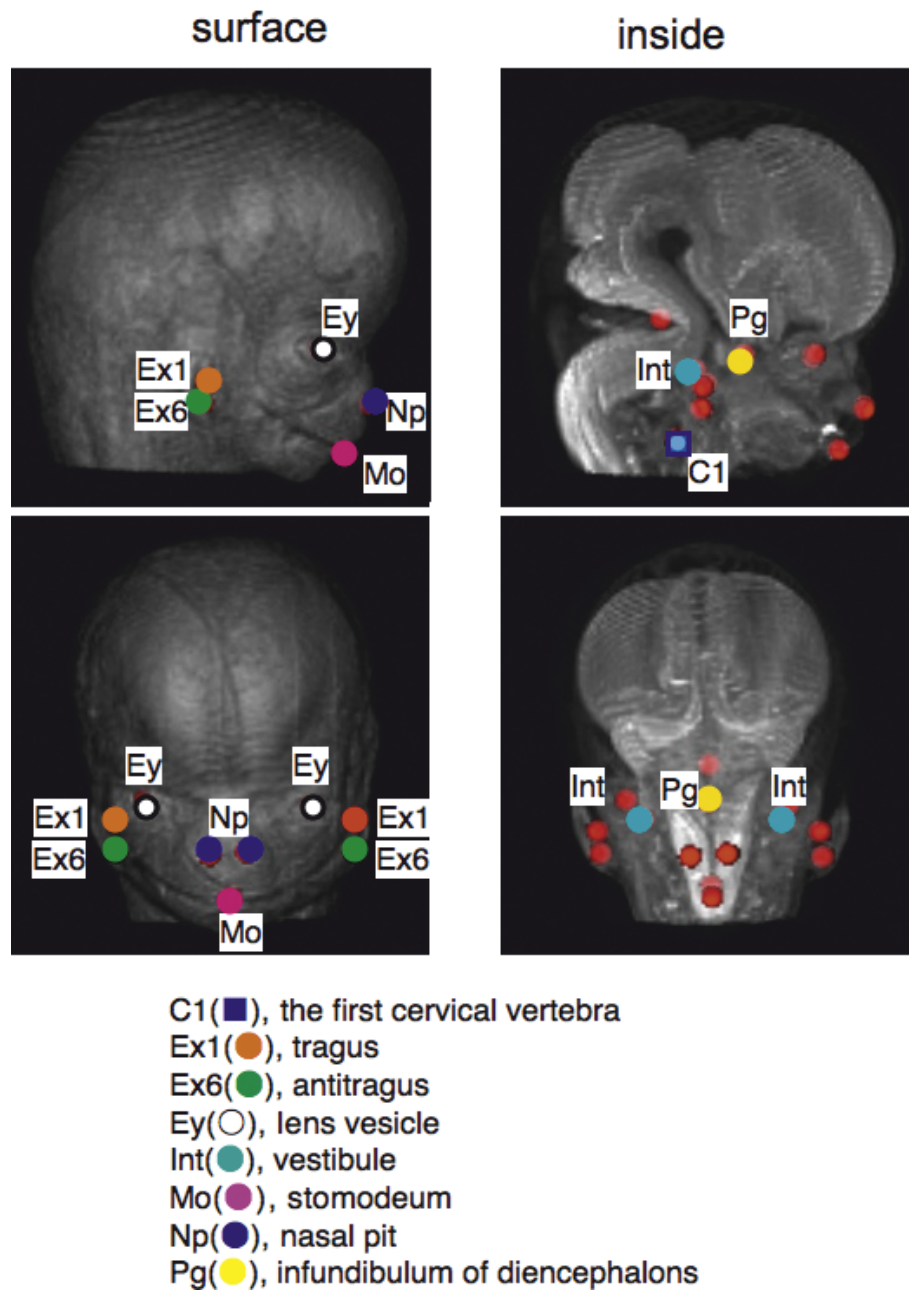 surface
inside
Ey
Ex1
Ex6
Np
Mo
Pg
Int
C1
Ey Ey
Ex1 Np Ex1
Ex6 Ex6
Mo
Int Pg Int
C1(■), the first cervical vertebra
Ex1(●), tragus
Ex6(●), antitragus
Ey(○), lens vesicle
Int(●), vestibule
Mo(●), stomodeum
Np(●), nasal pit
Pg(●), infundibulum of diencephalons